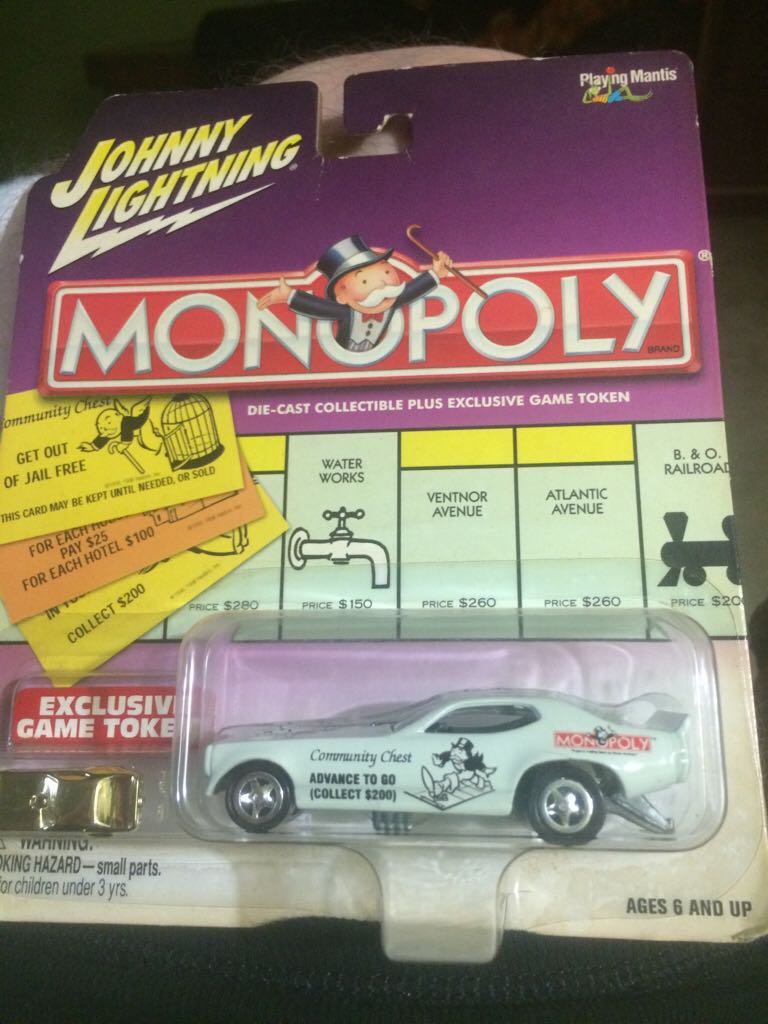 Playing Mantis
JOHNNY
LIGHTNING®
MONOPOLY®
BRAND
DIE-CAST COLLECTIBLE PLUS EXCLUSIVE GAME TOKEN
Community Chest
GET OUT
OF JAIL FREE
THIS CARD MAY BE KEPT UNTIL NEEDED, OR SOLD
FOR EACH
PAY $25
FOR EACH HOTEL $100
COLLECT $200
PRICE $280
WATER
WORKS
PRICE $150
VENTNOR
AVENUE
PRICE $260
ATLANTIC
AVENUE
PRICE $260
B. & O.
RAILROAD
PRICE $20
EXCLUSIV
GAME TOKE
Community Chest
ADVANCE TO GO
(COLLECT $200)
MONOPOLY
WARNING:
OKING HAZARD—small parts.
for children under 3 yrs.
AGES 6 AND UP